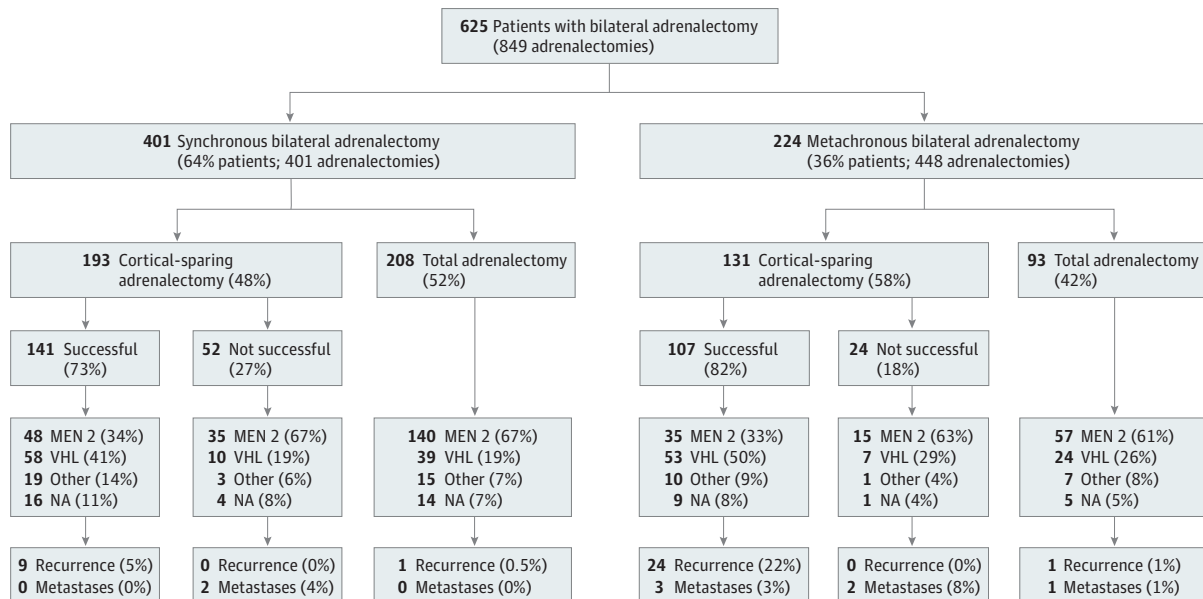 625 Patients with bilateral adrenalectomy
(849 adrenalectomies)
401 Synchronous bilateral adrenalectomy
(64% patients; 401 adrenalectomies)
224 Metachronous bilateral adrenalectomy
(36% patients; 448 adrenalectomies)
193 Cortical-sparing
adrenalectomy (48%)
208 Total adrenalectomy
(52%)
131 Cortical-sparing
adrenalectomy (58%)
93 Total adrenalectomy
(42%)
141 Successful
(73%)
52 Not successful
(27%)
107 Successful
(82%)
24 Not successful
(18%)
48 MEN 2 (34%)
58 VHL (41%)
19 Other (14%)
16 NA (11%)
35 MEN 2 (67%)
10 VHL (19%)
3 Other (6%)
4 NA (8%)
140 MEN 2 (67%)
39 VHL (19%)
15 Other (7%)
14 NA (7%)
35 MEN 2 (33%)
53 VHL (50%)
10 Other (9%)
9 NA (8%)
15 MEN 2 (63%)
7 VHL (29%)
1 Other (4%)
1 NA (4%)
57 MEN 2 (61%)
24 VHL (26%)
7 Other (8%)
5 NA (5%)
9 Recurrence (5%)
0 Metastases (0%)
0 Recurrence (0%)
2 Metastases (4%)
1 Recurrence (0.5%)
0 Metastases (0%)
24 Recurrence (22%)
3 Metastases (3%)
0 Recurrence (0%)
2 Metastases (8%)
1 Recurrence (1%)
1 Metastases (1%)